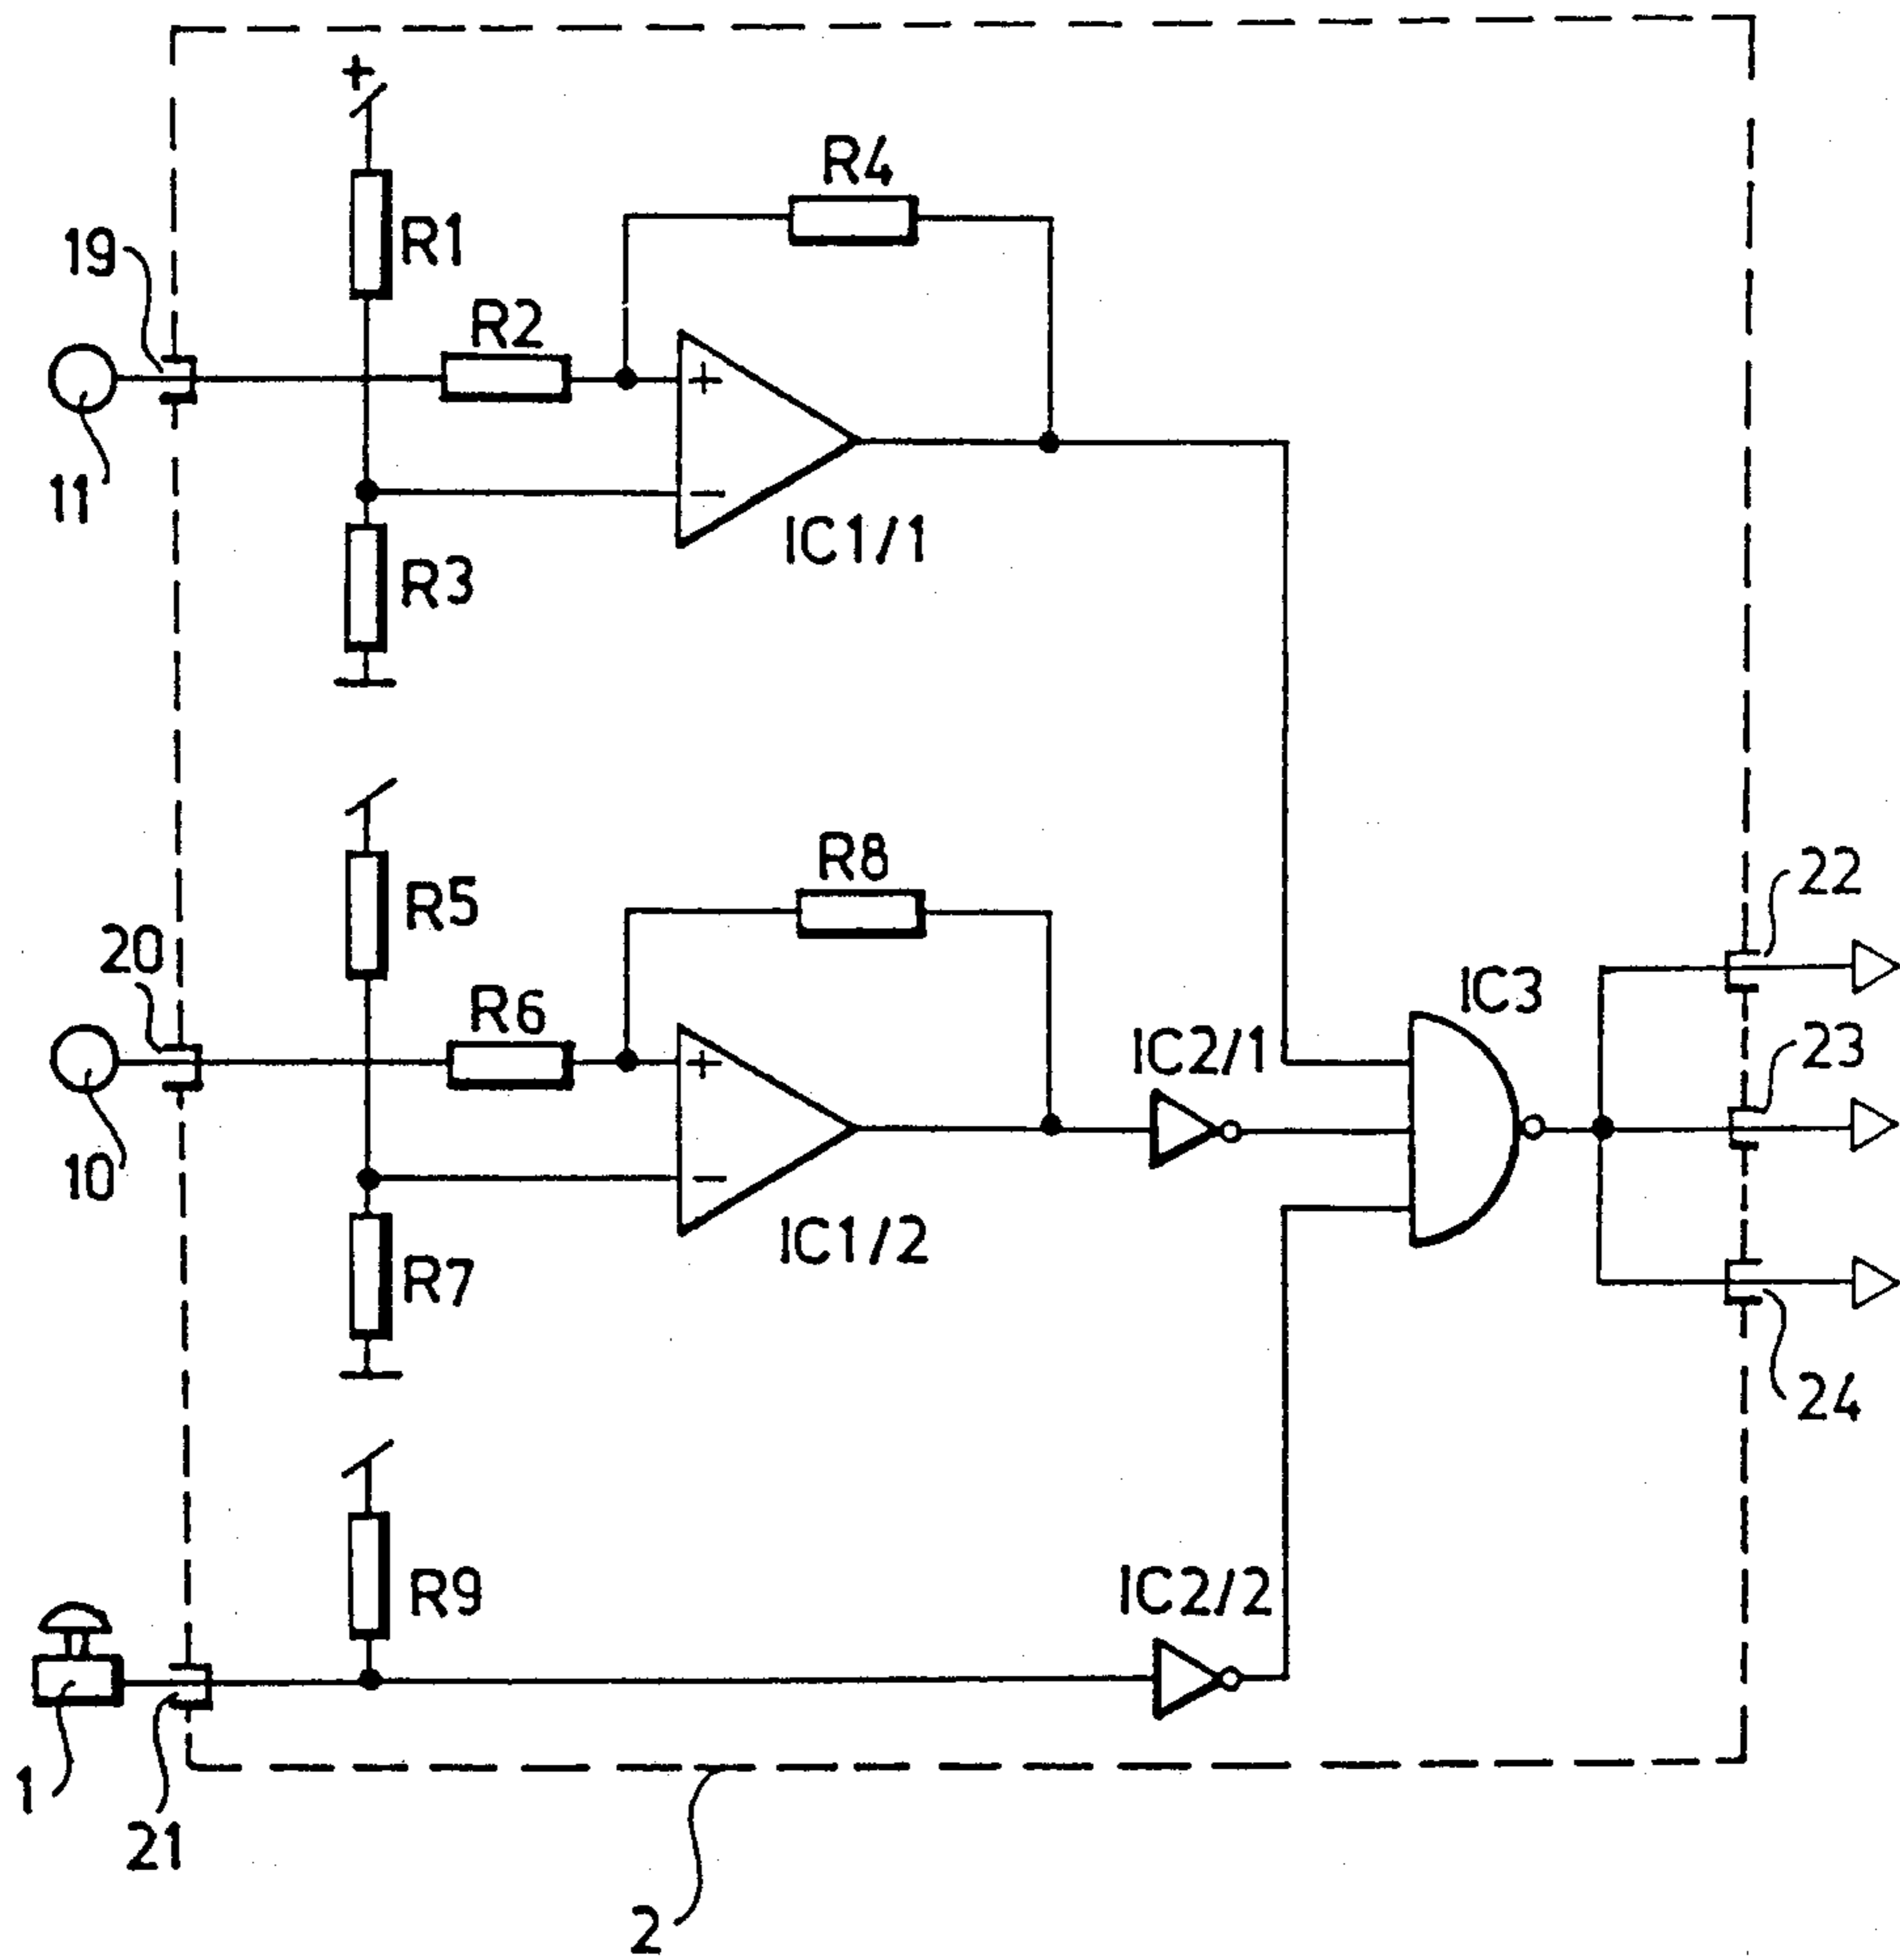 +
R4
R1
19
R2
+
11
−
IC1/1
R3
R8
22
R5
20
IC3
R6
IC2/1
23
+
10
−
IC1/2
R7
24
R9
IC2/2
1
21
2